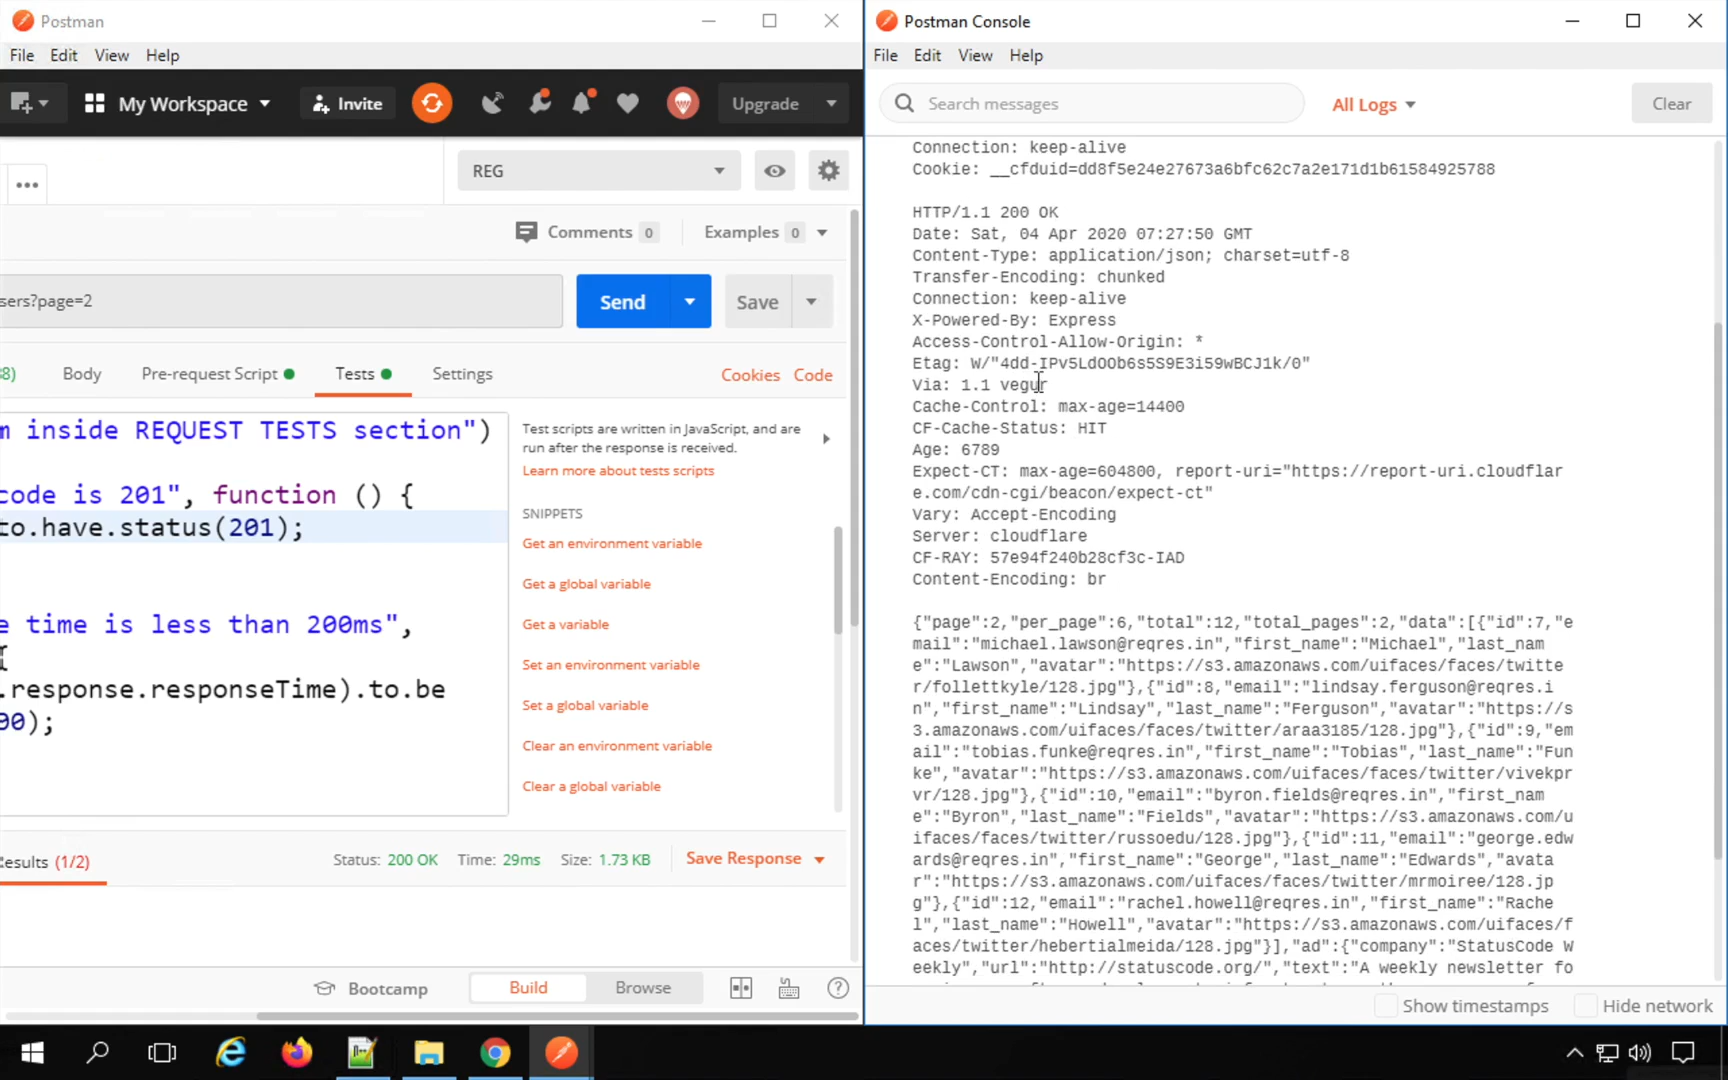 Postman
File Edit View Help
My Workspace
Invite
Upgrade
REG
Comments 0
Examples 0
sers?page=2
Send
Save
8)
Body
Pre-request Script
Tests
Settings
Cookies
Code
m inside REQUEST TESTS section")
code is 201", function () {
to.have.status(201);
e time is less than 200ms",
{
.response.responseTime).to.be
00);
Test scripts are written in JavaScript, and are
run after the response is received.
Learn more about tests scripts
SNIPPETS
Get an environment variable
Get a global variable
Get a variable
Set an environment variable
Set a global variable
Clear an environment variable
Clear a global variable
esults (1/2)
Status: 200 OK Time: 29ms Size: 1.73 KB
Save Response
Bootcamp
Build
Browse
Postman Console
File Edit View Help
Search messages
All Logs
Clear
Connection: keep-alive
Cookie: __cfduid=dd8f5e24e27673a6bfc62c7a2e171d1b61584925788
HTTP/1.1 200 OK
Date: Sat, 04 Apr 2020 07:27:50 GMT
Content-Type: application/json; charset=utf-8
Transfer-Encoding: chunked
Connection: keep-alive
X-Powered-By: Express
Access-Control-Allow-Origin: *
Etag: W/"4dd-IPv5LdOOb6s5S9E3i59wBCJ1k/0"
Via: 1.1 vegur
Cache-Control: max-age=14400
CF-Cache-Status: HIT
Age: 6789
Expect-CT: max-age=604800, report-uri="https://report-uri.cloudflar
e.com/cdn-cgi/beacon/expect-ct"
Vary: Accept-Encoding
Server: cloudflare
CF-RAY: 57e94f240b28cf3c-IAD
Content-Encoding: br
{"page":2,"per_page":6,"total":12,"total_pages":2,"data":[{"id":7,"e
mail":"michael.lawson@reqres.in","first_name":"Michael","last_nam
e":"Lawson","avatar":"https://s3.amazonaws.com/uifaces/faces/twitte
r/follettkyle/128.jpg"},{"id":8,"email":"lindsay.ferguson@reqres.i
n","first_name":"Lindsay","last_name":"Ferguson","avatar":"https://s
3.amazonaws.com/uifaces/faces/twitter/araa3185/128.jpg"},{"id":9,"em
ail":"tobias.funke@reqres.in","first_name":"Tobias","last_name":"Fun
ke","avatar":"https://s3.amazonaws.com/uifaces/faces/twitter/vivekpr
vr/128.jpg"},{"id":10,"email":"byron.fields@reqres.in","first_nam
e":"Byron","last_name":"Fields","avatar":"https://s3.amazonaws.com/u
ifaces/faces/twitter/russoedu/128.jpg"},{"id":11,"email":"george.edw
ards@reqres.in","first_name":"George","last_name":"Edwards","avata
r":"https://s3.amazonaws.com/uifaces/faces/twitter/mrmoiree/128.jp
g"},{"id":12,"email":"rachel.howell@reqres.in","first_name":"Rache
l","last_name":"Howell","avatar":"https://s3.amazonaws.com/uifaces/f
aces/twitter/hebertialmeida/128.jpg"}],"ad":{"company":"StatusCode W
eekly","url":"http://statuscode.org/","text":"A weekly newsletter fo
Show timestamps
Hide network